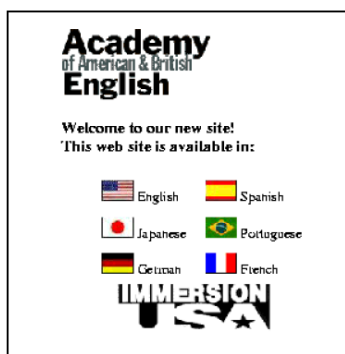 Academy
of American & British
English
Welcome to our new site!
This web site is available in:
English Spanish
Japanese Portuguese
German French
IMMERSION
USA